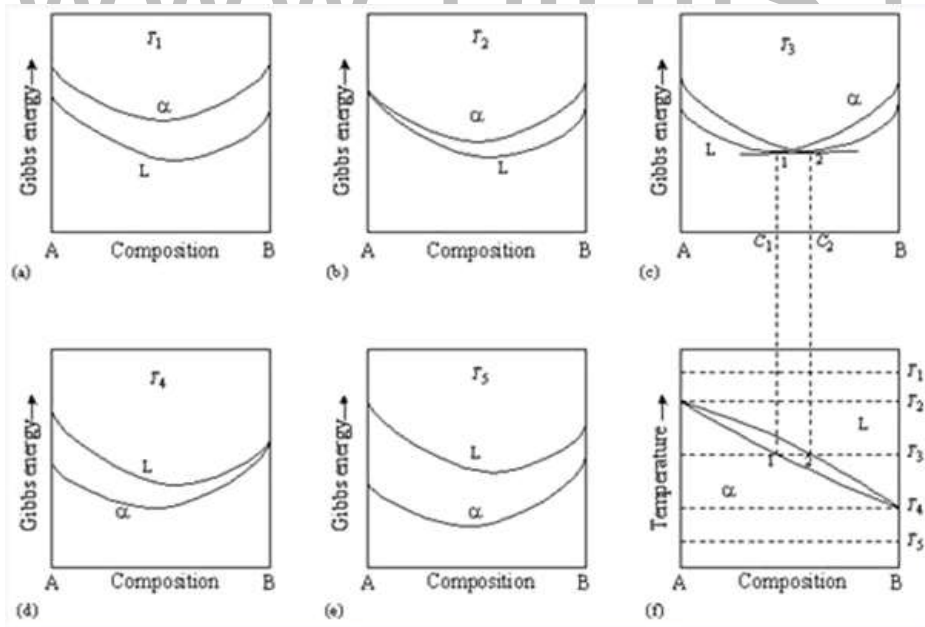 T1
Gibbs energy→
α
L
A Composition B
(a)
T2
Gibbs energy→
α
L
A Composition B
(b)
T3
Gibbs energy→
α
L
1 2
A C1 C2 B
(c)
T4
Gibbs energy→
L
α
A Composition B
(d)
T5
Gibbs energy→
L
α
A Composition B
(e)
T1
T2
L
T3
1 2
α
T4
T5
Temperature →
A Composition B
(f)